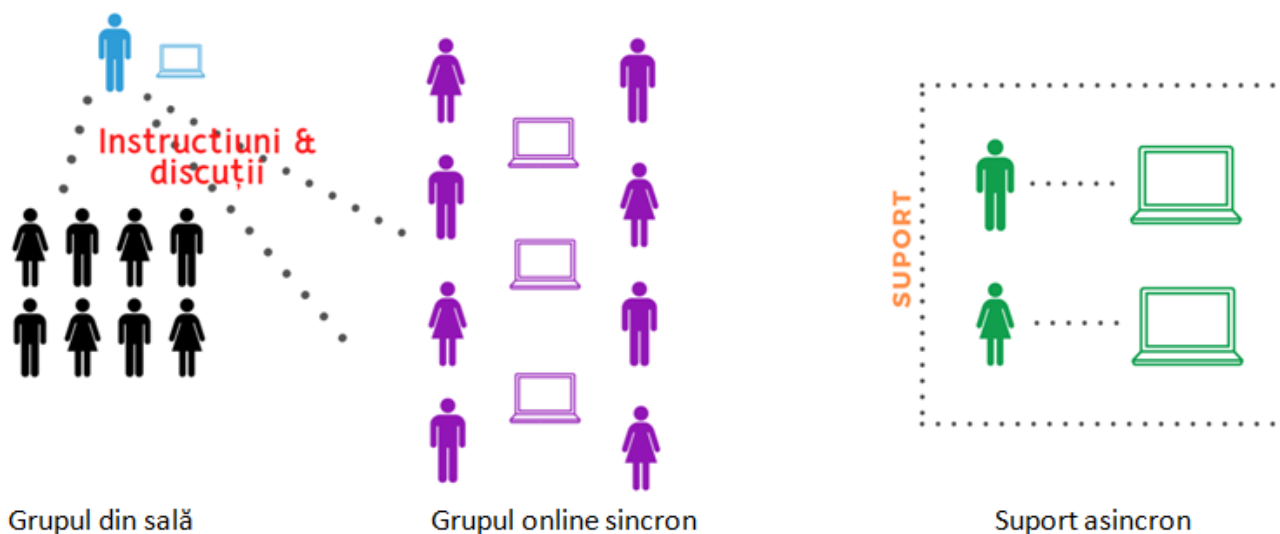 Instructiuni &
discuții
SUPORT
Grupul din sală
Grupul online sincron
Suport asincron